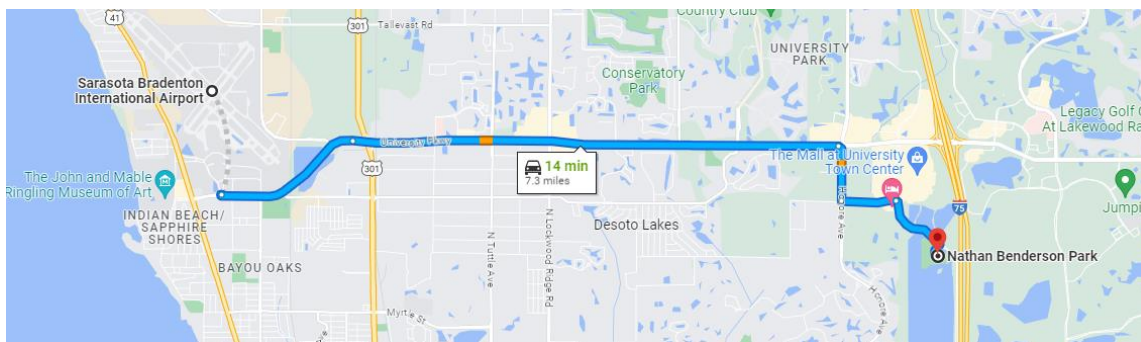 41
Tallevast Rd
301
Country Club
UNIVERSITY
PARK
Sarasota Bradenton
International Airport
Conservatory
Park
Legacy Golf C
At Lakewood Ra
University Pkwy
301
14 min
7.3 miles
The Mall at University
Town Center
The John and Mable
Ringling Museum of Art
INDIAN BEACH/
SAPPHIRE
SHORES
N Tuttle Ave
N Lockwood Ridge Rd
Desoto Lakes
Honore Ave
75
Jumpi
BAYOU OAKS
Nathan Benderson Park
Honore Ave
Myrtle St